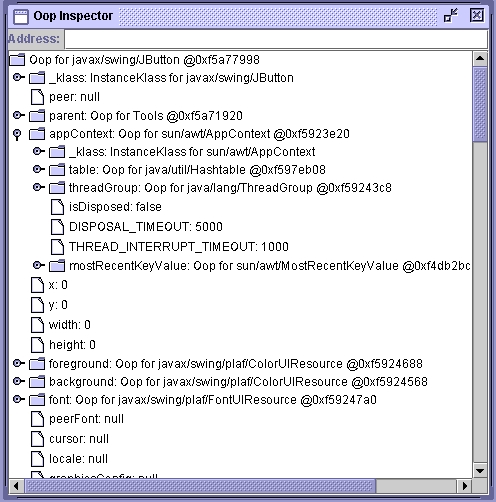 Oop Inspector
Address:
Oop for javax/swing/JButton @0xf5a77998
_klass: InstanceKlass for javax/swing/JButton
peer: null
parent: Oop for Tools @0xf5a71920
appContext: Oop for sun/awt/AppContext @0xf5923e20
_klass: InstanceKlass for sun/awt/AppContext
table: Oop for java/util/Hashtable @0xf597eb08
threadGroup: Oop for java/lang/ThreadGroup @0xf59243c8
isDisposed: false
DISPOSAL_TIMEOUT: 5000
THREAD_INTERRUPT_TIMEOUT: 1000
mostRecentKeyValue: Oop for sun/awt/MostRecentKeyValue @0xf4db2bc
x: 0
y: 0
width: 0
height: 0
foreground: Oop for javax/swing/plaf/ColorUIResource @0xf5924688
background: Oop for javax/swing/plaf/ColorUIResource @0xf5924568
font: Oop for javax/swing/plaf/FontUIResource @0xf59247a0
peerFont: null
cursor: null
locale: null
graphicsConfig: null